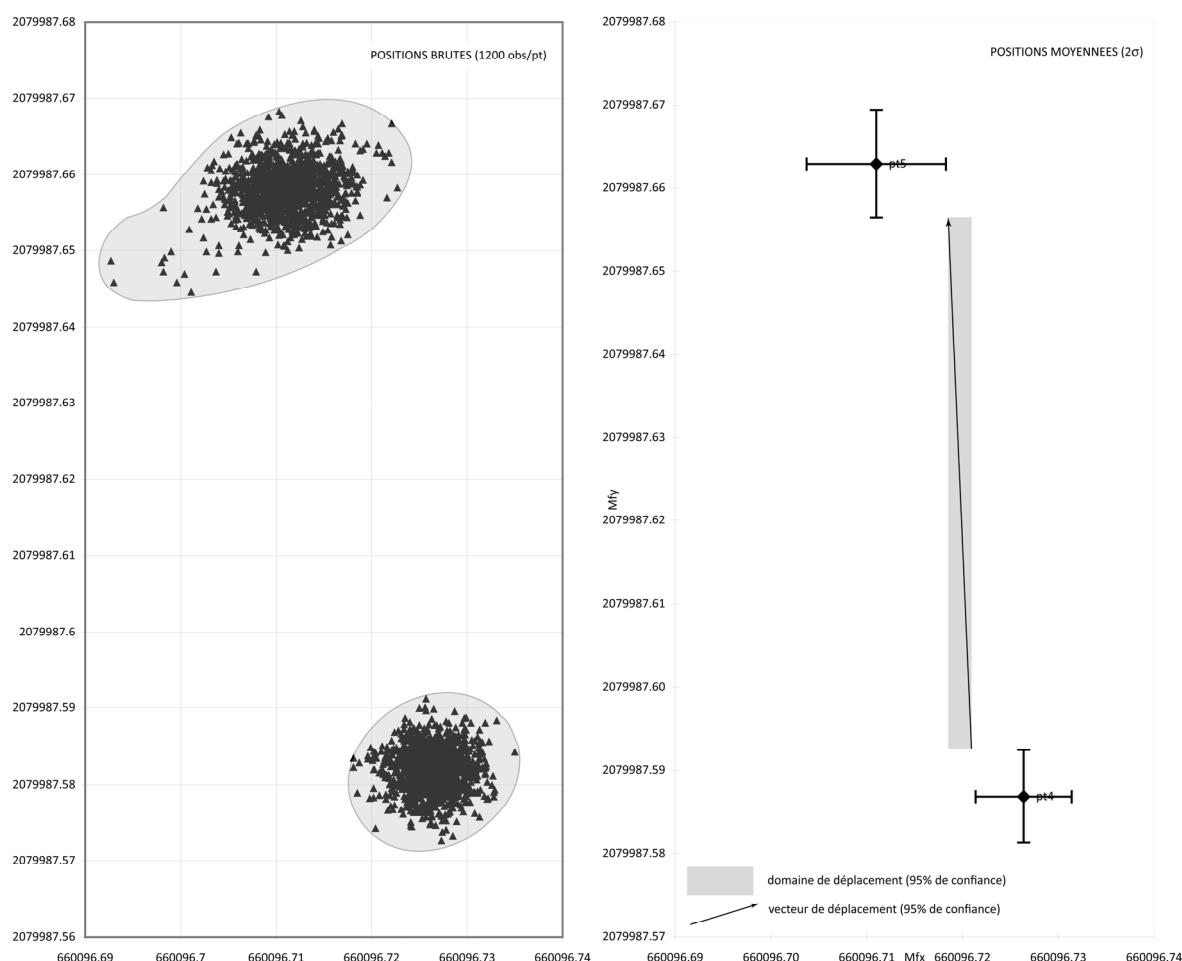 POSITIONS BRUTES (1200 obs/pt)
2079987.68
2079987.67
2079987.66
2079987.65
2079987.64
2079987.63
2079987.62
2079987.61
2079987.6
2079987.59
2079987.58
2079987.57
2079987.56
660096.69 660096.7 660096.71 660096.72 660096.73 660096.74
POSITIONS MOYENNEES (2σ)
2079987.68
2079987.67
2079987.66
2079987.65
2079987.64
2079987.63
2079987.62
2079987.61
2079987.60
2079987.59
2079987.58
2079987.57
Mfy
pt5
pt4
domaine de déplacement (95% de confiance)
vecteur de déplacement (95% de confiance)
660096.69 660096.70 660096.71 Mfx 660096.72 660096.73 660096.74